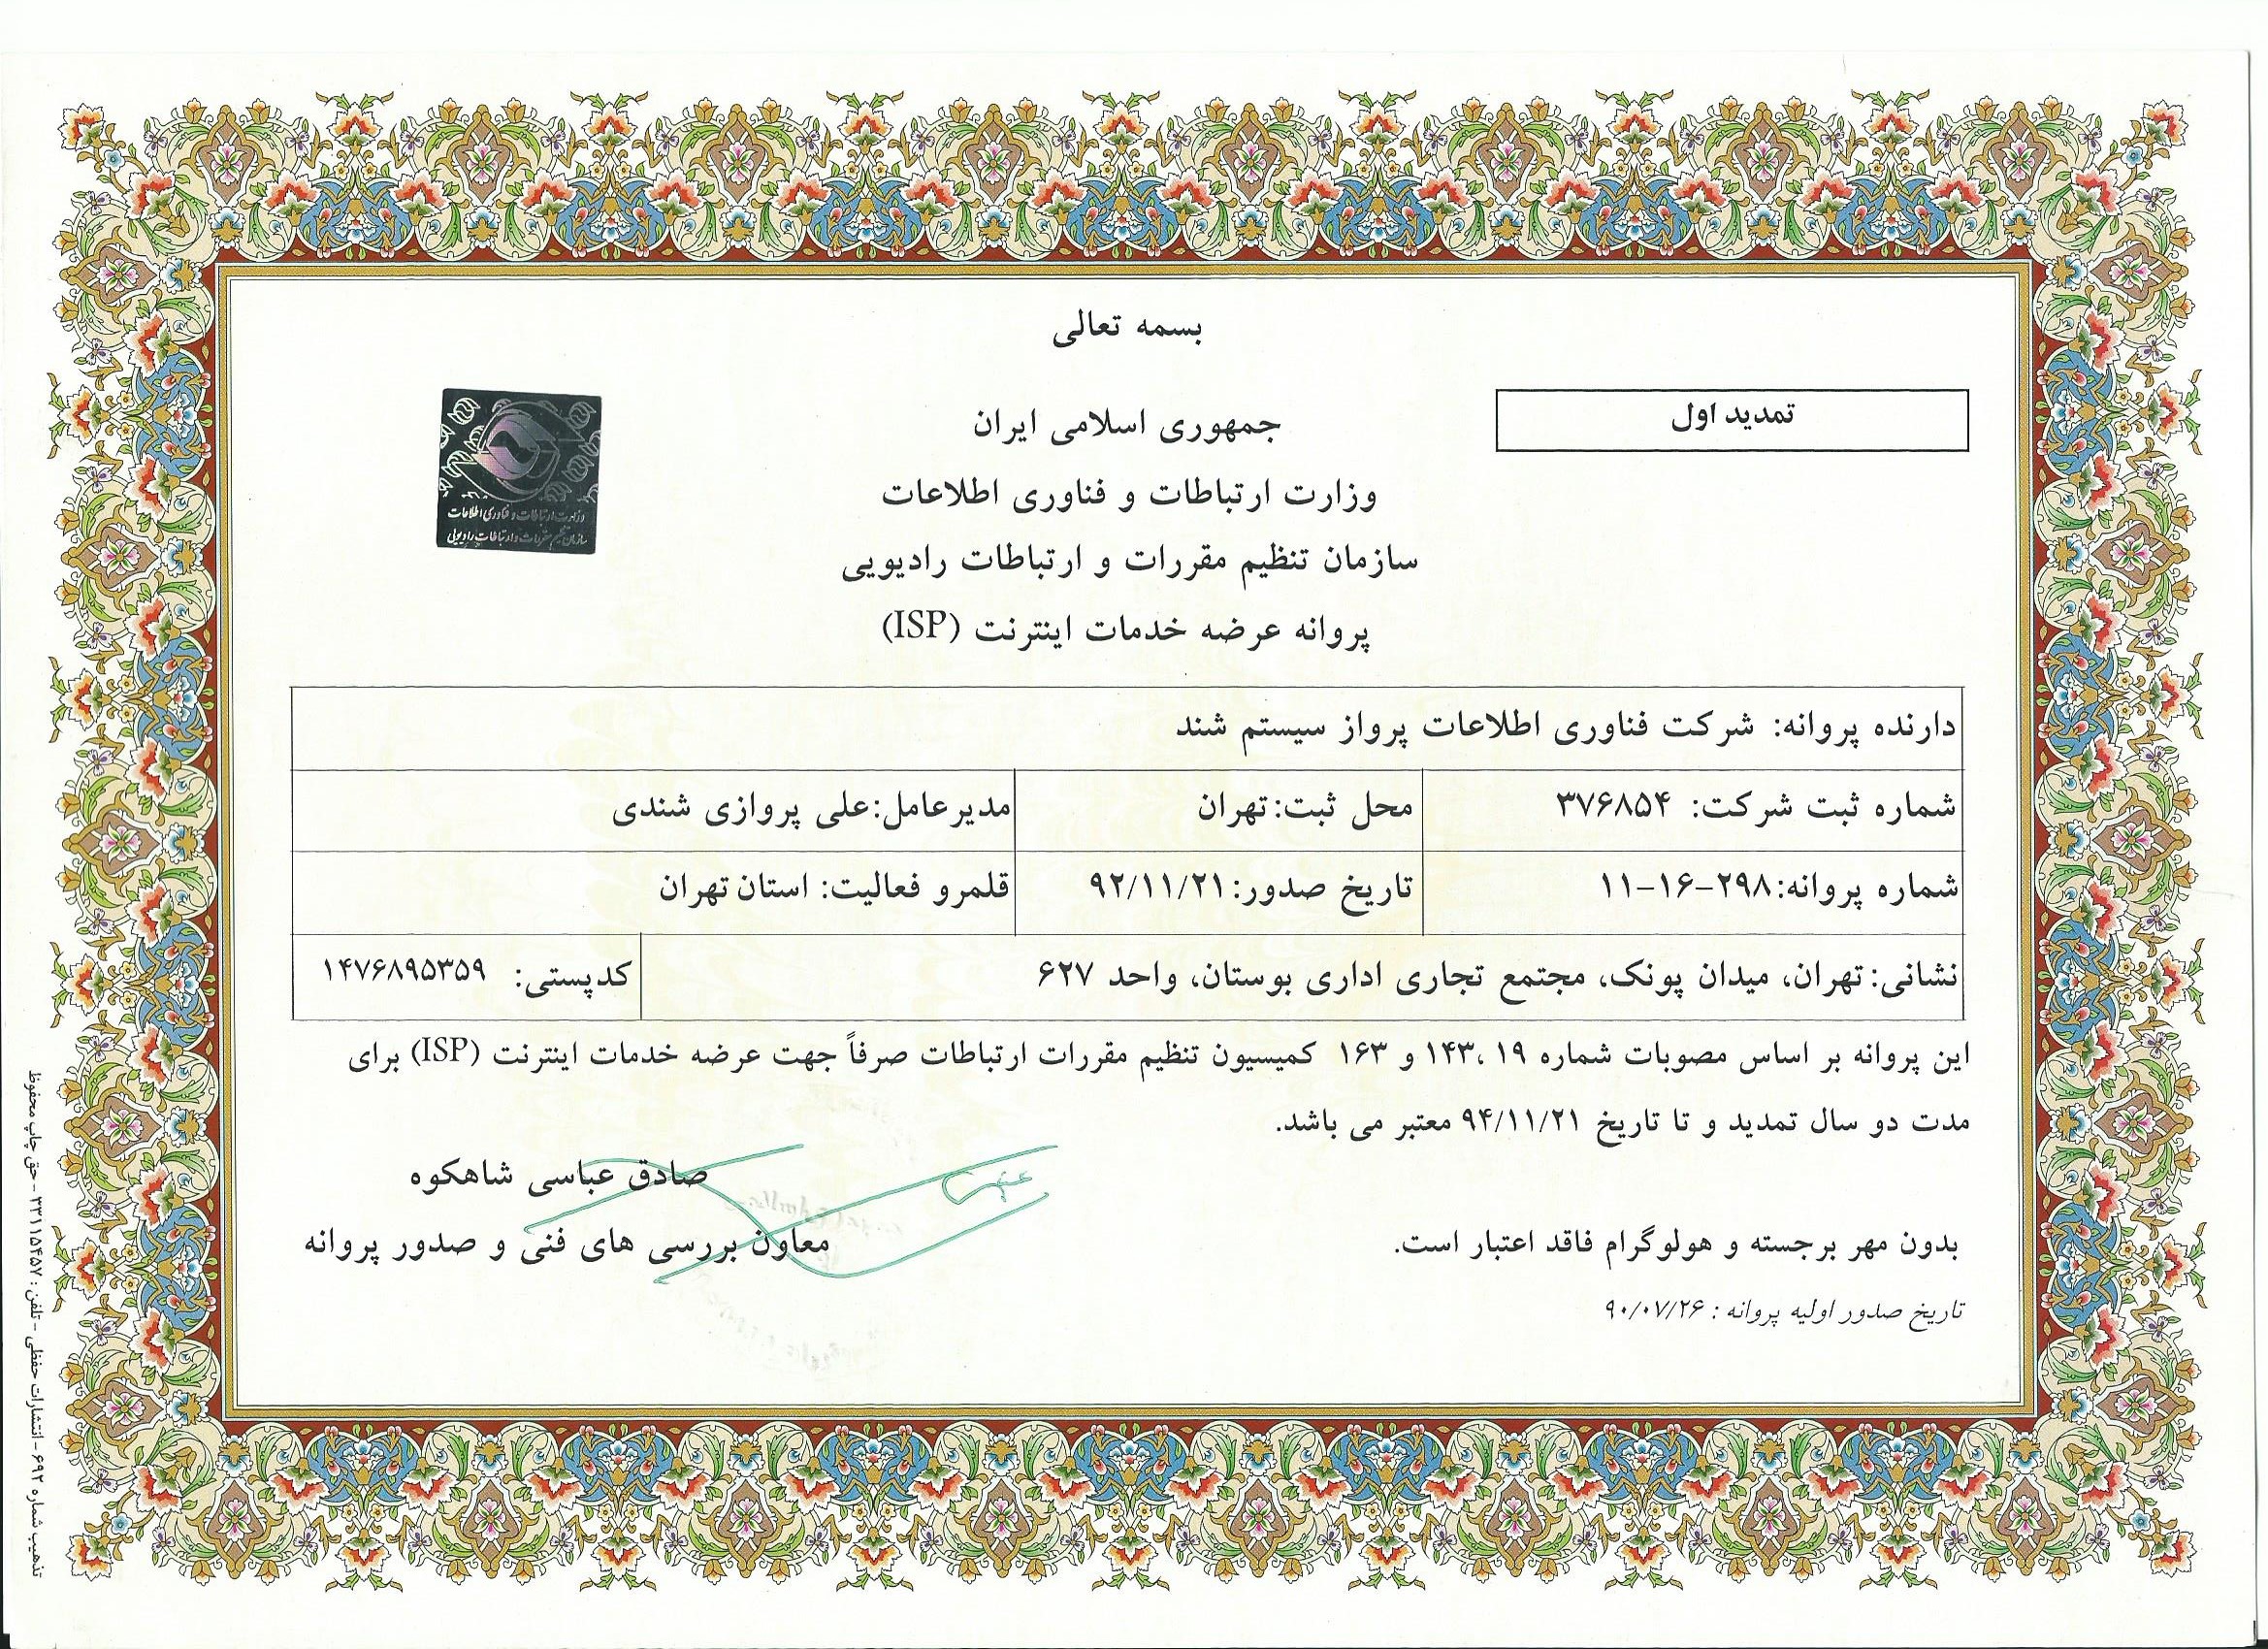 بسمه تعالی
تمدید اول
جمهوری اسلامی ایران
وزارت ارتباطات و فناوری اطلاعات
سازمان تنظیم مقررات و ارتباطات رادیویی
پروانه عرضه خدمات اینترنت (ISP)
وزارت ارتباطات و فناوری اطلاعات
سازمان تنظیم مقررات و ارتباطات رادیویی
دارنده پروانه: شرکت فناوری اطلاعات پرواز سیستم شند
شماره ثبت شرکت: ۳۷۶۸۵۴ محل ثبت:تهران مدیرعامل:علی پروازی شندی
شماره پروانه:۲۹۸-۱۶-۱۱ تاریخ صدور:۹۲/۱۱/۲۱ قلمرو فعالیت: استان تهران
نشانی: تهران، میدان پونک، مجتمع تجاری اداری بوستان، واحد ۶۲۷ کدپستی: ۱۴۷۶۸۹۵۳۵۹
این پروانه بر اساس مصوبات شماره ۱۹ ،۱۴۳ و ۱۶۳ کمیسیون تنظیم مقررات ارتباطات صرفاً جهت عرضه خدمات اینترنت (ISP) برای
مدت دو سال تمدید و تا تاریخ ۹۴/۱۱/۲۱ معتبر می باشد.
صادق عباسی شاهکوه
معاون بررسی های فنی و صدور پروانه
بدون مهر برجسته و هولوگرام فاقد اعتبار است.
تاریخ صدور اولیه پروانه : ۹۰/۰۷/۲۶
تذهیب شماره ۶۹۲ - انتشارات حفظی - تلفن : ۳۳۱۱۵۴۵۷ - حق چاپ محفوظ